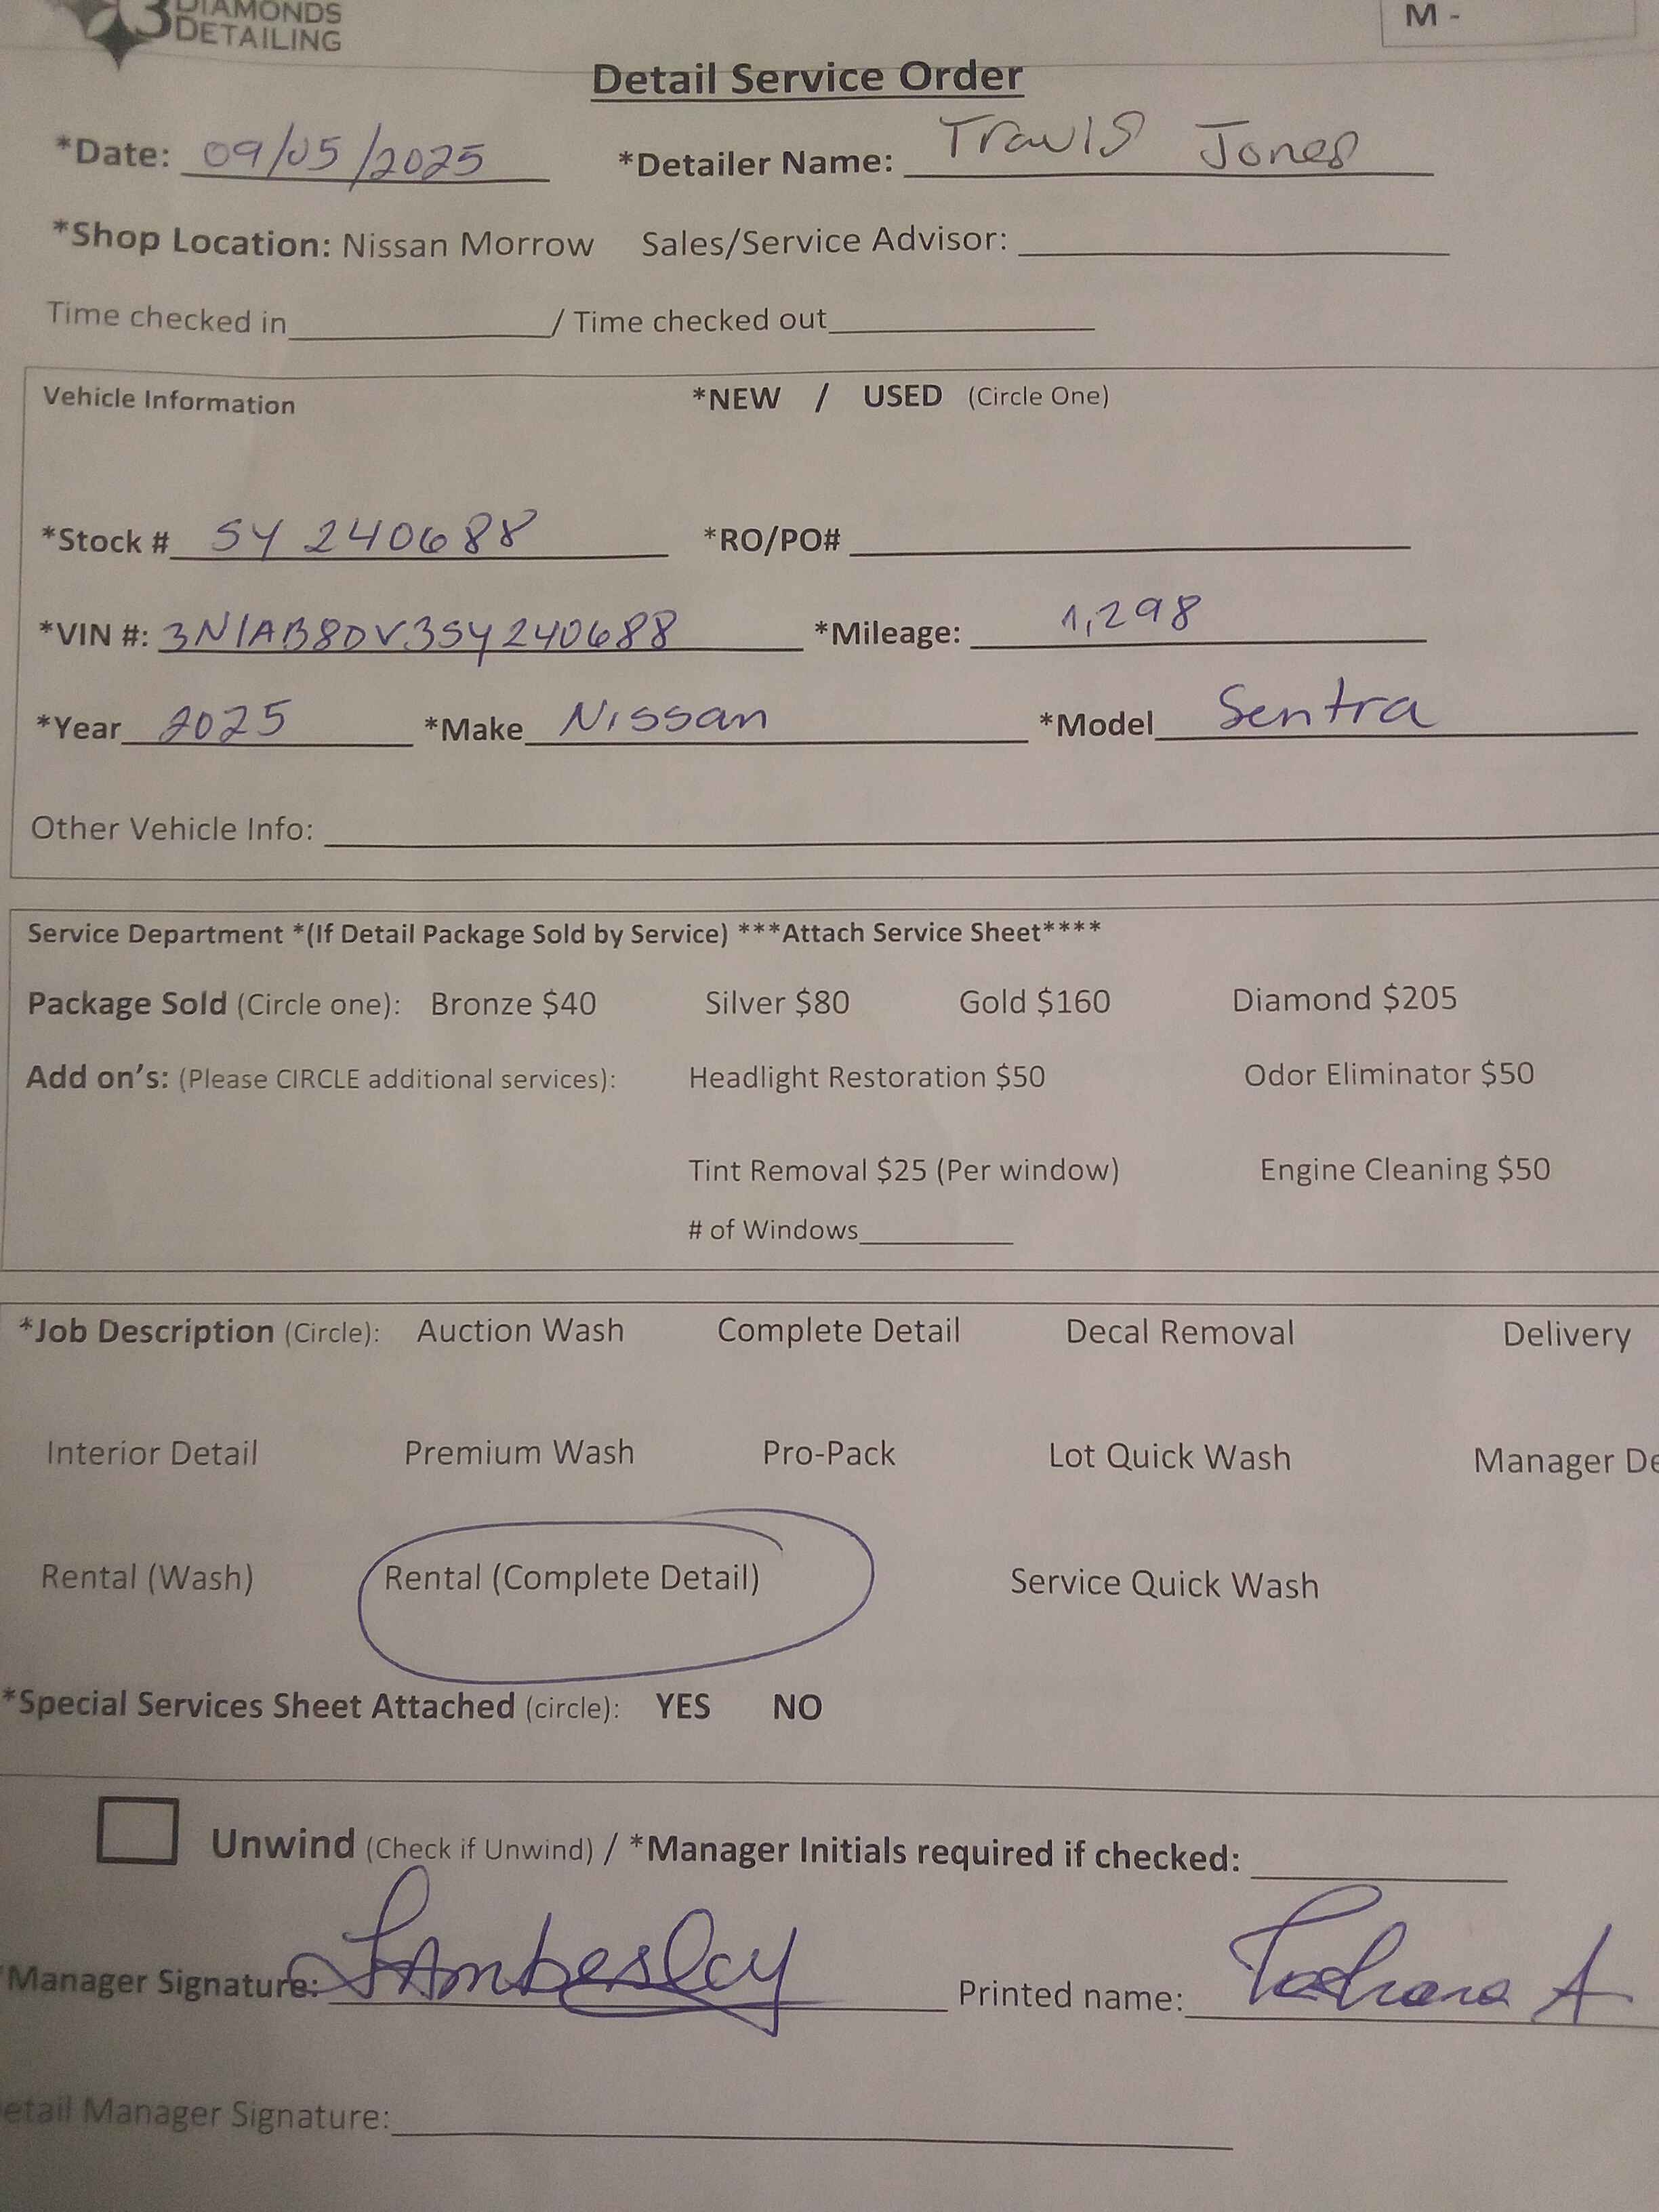 3 DIAMONDS
DETAILING
M -
Detail Service Order
*Date: 09/05/2025 *Detailer Name: Travis Jones
*Shop Location: Nissan Morrow Sales/Service Advisor:
Time checked in / Time checked out
Vehicle Information *NEW / USED (Circle One)
*Stock # SY 240688 *RO/PO#
*VIN #: 3N1AB8DV3SY240688 *Mileage: 1,298
*Year 2025 *Make Nissan *Model Sentra
Other Vehicle Info:
Service Department *(If Detail Package Sold by Service) ***Attach Service Sheet****
Package Sold (Circle one): Bronze $40 Silver $80 Gold $160 Diamond $205
Add on's: (Please CIRCLE additional services): Headlight Restoration $50 Odor Eliminator $50
Tint Removal $25 (Per window) Engine Cleaning $50
# of Windows
*Job Description (Circle): Auction Wash Complete Detail Decal Removal Delivery
Interior Detail Premium Wash Pro-Pack Lot Quick Wash Manager De
Rental (Wash) Rental (Complete Detail) Service Quick Wash
*Special Services Sheet Attached (circle): YES NO
Unwind (Check if Unwind) / *Manager Initials required if checked:
*Manager Signature: Printed name: A
etail Manager Signature: